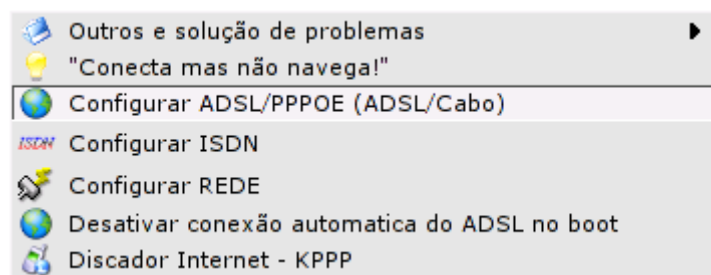 Outros e solução de problemas
"Conecta mas não navega!"
Configurar ADSL/PPPOE (ADSL/Cabo)
ISDN Configurar ISDN
Configurar REDE
Desativar conexão automatica do ADSL no boot
Discador Internet - KPPP